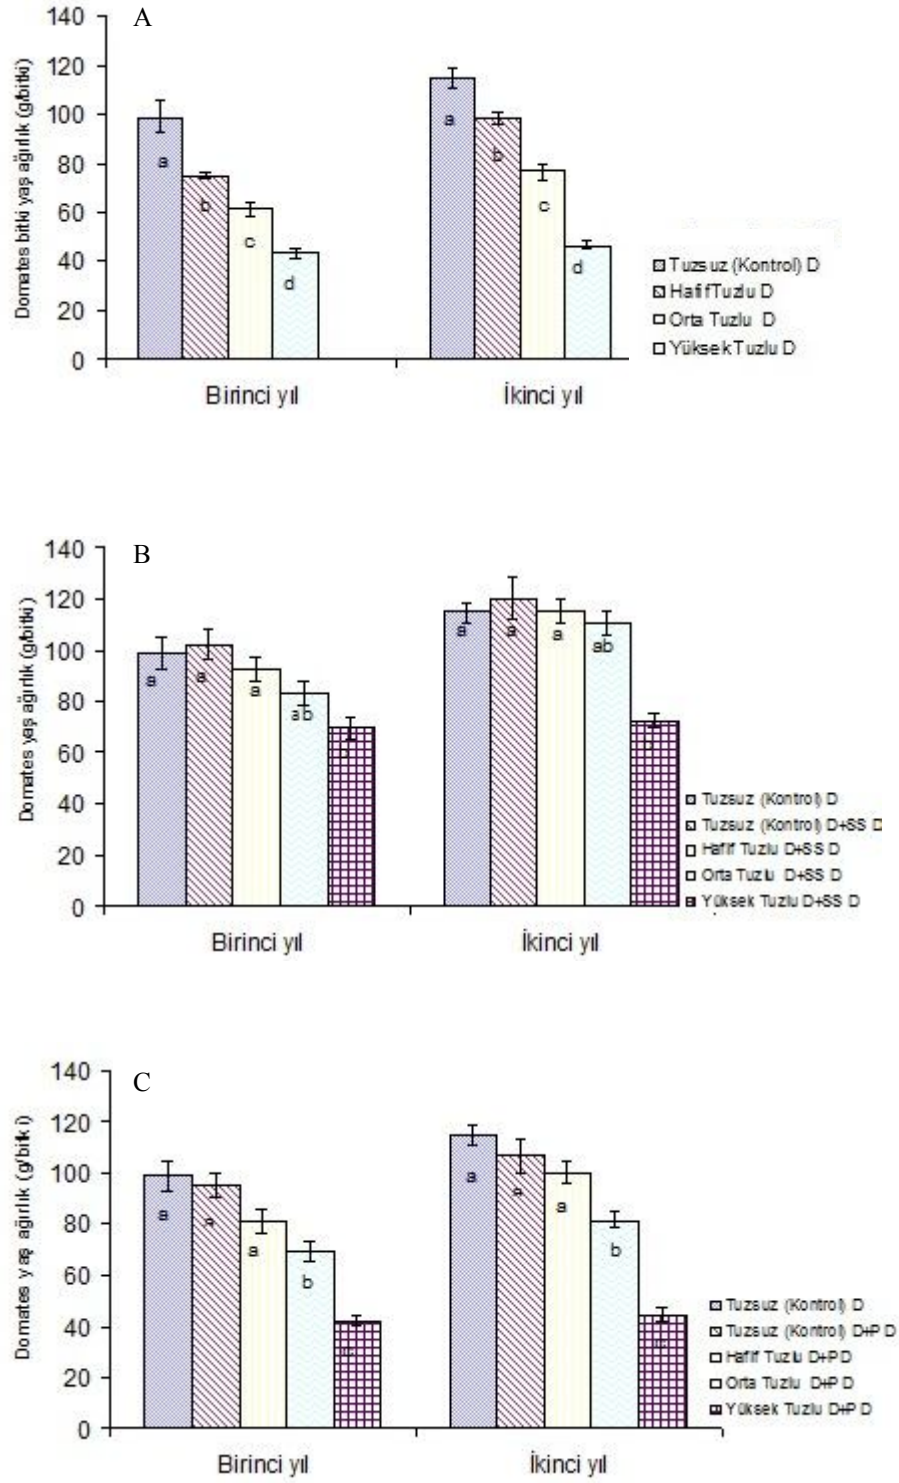 A
Domates bitki yaş ağırlık (g/bitki)
140
120
100
80
60
40
20
0
a
b
c
d
a
b
c
d
Birinci yıl
İkinci yıl
Tuzsuz (Kontrol) D
Hafif Tuzlu D
Orta Tuzlu D
Yüksek Tuzlu D
B
Domates yaş ağırlık (g/bitki)
140
120
100
80
60
40
20
0
a
a
a
ab
a
a
a
ab
Birinci yıl
İkinci yıl
Tuzsuz (Kontrol) D
Tuzsuz (Kontrol) D+SS D
Hafif Tuzlu D+SS D
Orta Tuzlu D+SS D
Yüksek Tuzlu D+SS D
C
Domates yaş ağırlık (g/bitki)
140
120
100
80
60
40
20
0
a
a
a
b
a
a
a
b
Birinci yıl
İkinci yıl
Tuzsuz (Kontrol) D
Tuzsuz (Kontrol) D+P D
Hafif Tuzlu D+P D
Orta Tuzlu D+P D
Yüksek Tuzlu D+P D